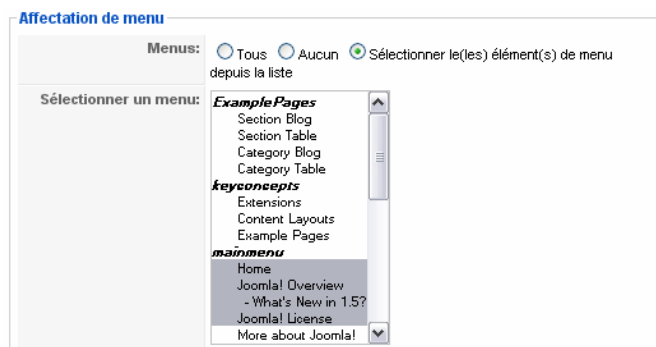 Affectation de menu
Menus: Tous Aucun Sélectionner le(les) élément(s) de menu
depuis la liste
Sélectionner un menu: ExamplePages
Section Blog
Section Table
Category Blog
Category Table
keyconcepts
Extensions
Content Layouts
Example Pages
mainmenu
Home
Joomla! Overview
- What's New in 1.5?
Joomla! License
More about Joomla!